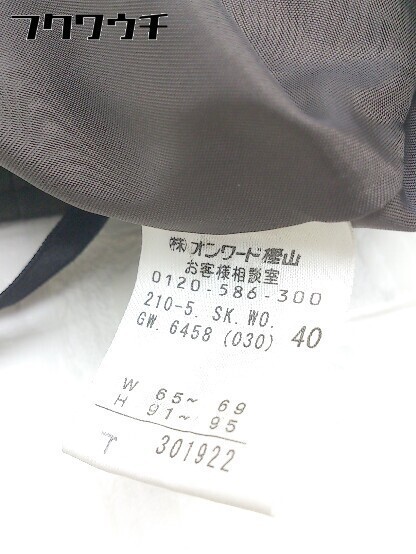 フクワウチ
(株)オンワード樫山
お客様相談室
0120-586-300
210-5. SK.WO.
GW. 6458 (030) 40
W 65~ 69
H 91~ 95
301922